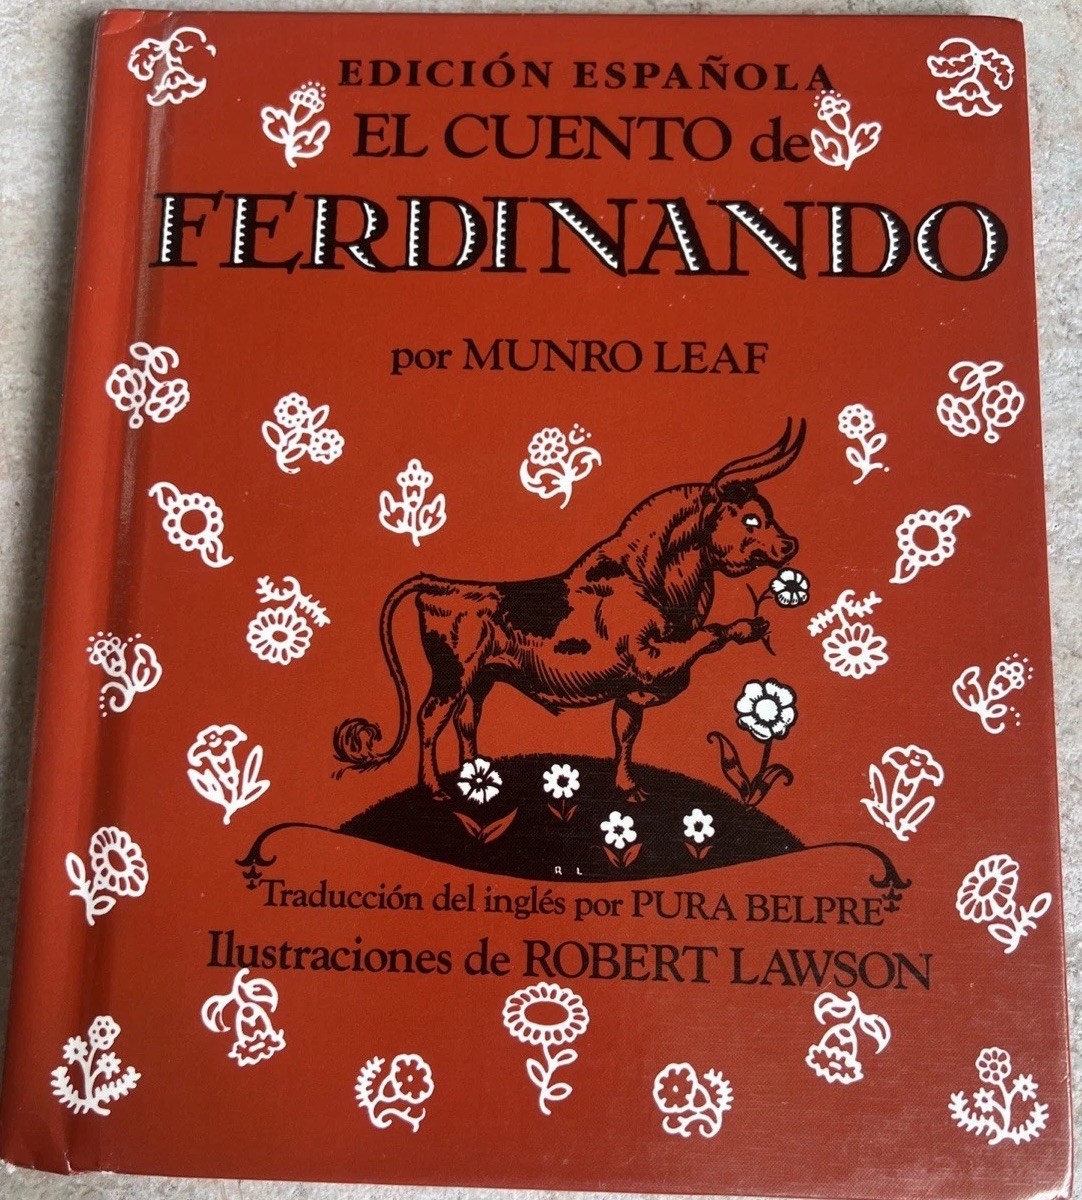 EDICIÓN ESPAÑOLA
EL CUENTO de
FERDINANDO
por MUNRO LEAF
R L
Traducción del inglés por PURA BELPRE
Ilustraciones de ROBERT LAWSON